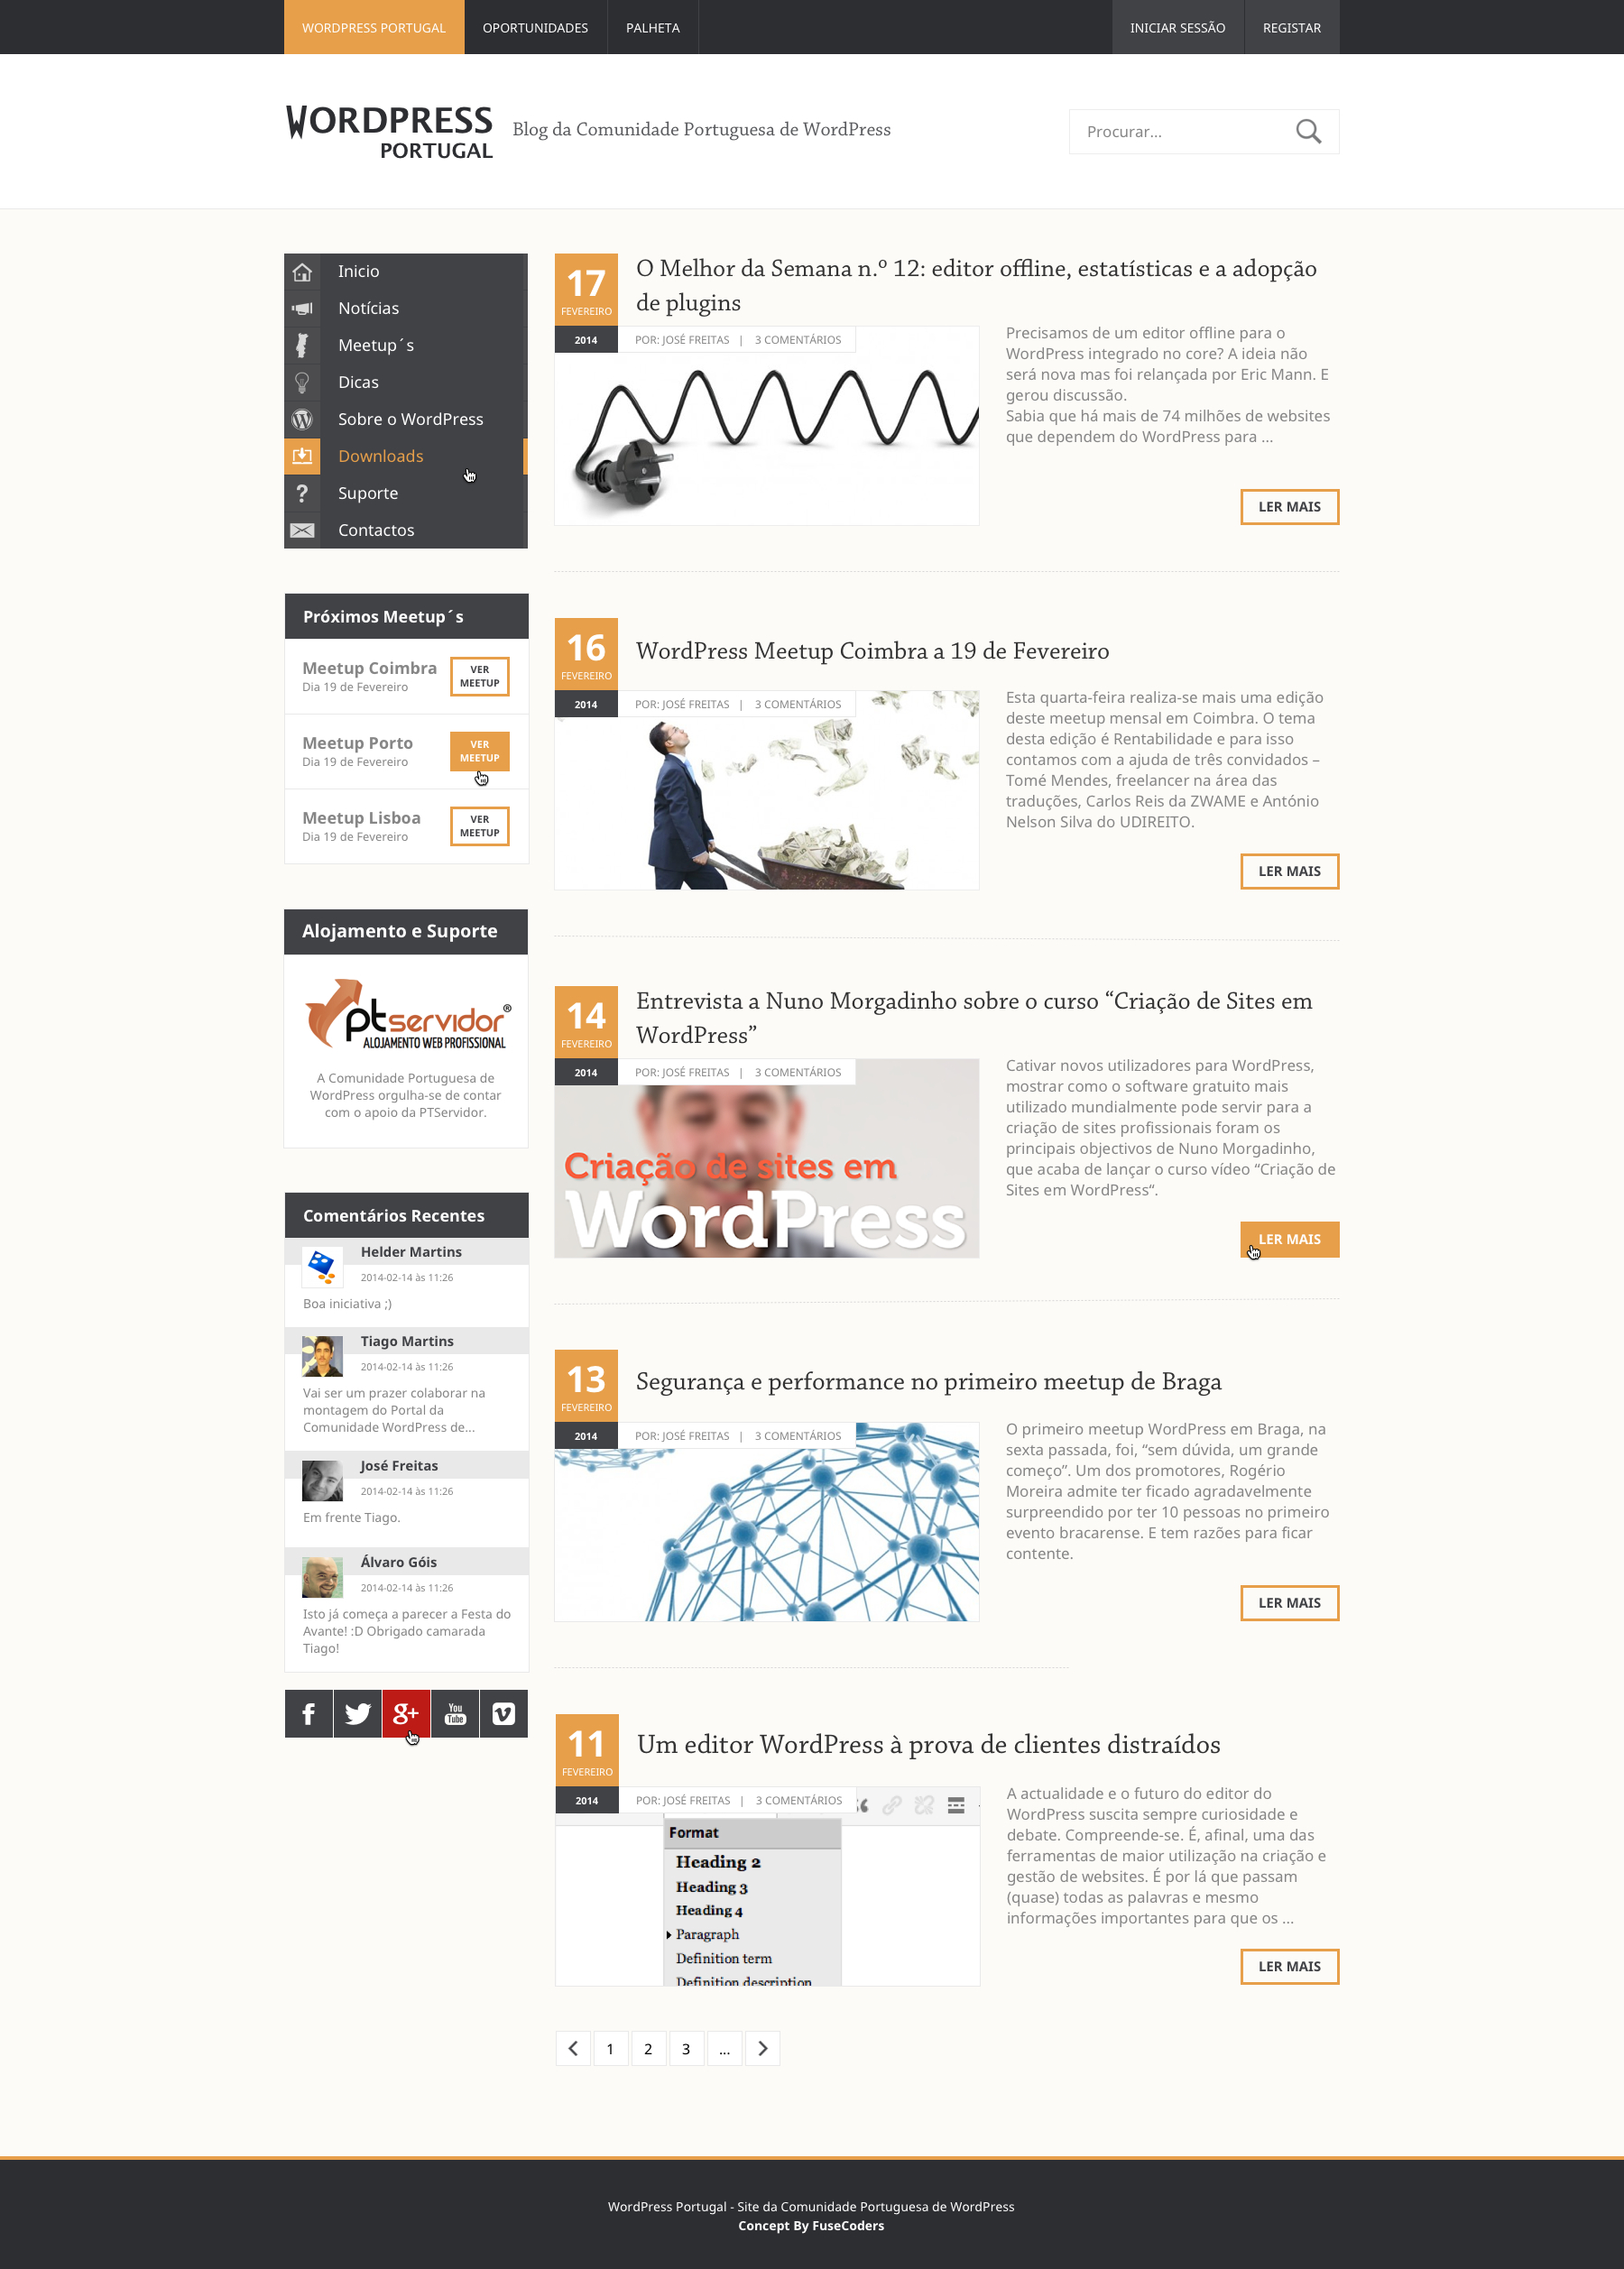 WORDPRESS PORTUGAL
OPORTUNIDADES
PALHETA
INICIAR SESSÃO
REGISTAR
WORDPRESS
PORTUGAL
Blog da Comunidade Portuguesa de WordPress
Procurar...
Inicio
Notícias
Meetup´s
Dicas
Sobre o WordPress
Downloads
Suporte
Contactos
Próximos Meetup´s
Meetup Coimbra
Dia 19 de Fevereiro
VER
MEETUP
Meetup Porto
Dia 19 de Fevereiro
VER
MEETUP
Meetup Lisboa
Dia 19 de Fevereiro
VER
MEETUP
Alojamento e Suporte
ptservidor®
ALOJAMENTO WEB PROFISSIONAL
A Comunidade Portuguesa de
WordPress orgulha-se de contar
com o apoio da PTServidor.
Comentários Recentes
Helder Martins
2014-02-14 às 11:26
Boa iniciativa ;)
Tiago Martins
2014-02-14 às 11:26
Vai ser um prazer colaborar na
montagem do Portal da
Comunidade WordPress de...
José Freitas
2014-02-14 às 11:26
Em frente Tiago.
Álvaro Góis
2014-02-14 às 11:26
Isto já começa a parecer a Festa do
Avante! :D Obrigado camarada
Tiago!
f
g+
You
Tube
17
FEVEREIRO
2014
O Melhor da Semana n.º 12: editor offline, estatísticas e a adopção
de plugins
POR: JOSÉ FREITAS | 3 COMENTÁRIOS
Precisamos de um editor offline para o
WordPress integrado no core? A ideia não
será nova mas foi relançada por Eric Mann. E
gerou discussão.
Sabia que há mais de 74 milhões de websites
que dependem do WordPress para ...
LER MAIS
16
FEVEREIRO
2014
WordPress Meetup Coimbra a 19 de Fevereiro
POR: JOSÉ FREITAS | 3 COMENTÁRIOS
Esta quarta-feira realiza-se mais uma edição
deste meetup mensal em Coimbra. O tema
desta edição é Rentabilidade e para isso
contamos com a ajuda de três convidados –
Tomé Mendes, freelancer na área das
traduções, Carlos Reis da ZWAME e António
Nelson Silva do UDIREITO.
LER MAIS
14
FEVEREIRO
2014
Entrevista a Nuno Morgadinho sobre o curso “Criação de Sites em
WordPress”
POR: JOSÉ FREITAS | 3 COMENTÁRIOS
Criação de sites em
WordPress
Cativar novos utilizadores para WordPress,
mostrar como o software gratuito mais
utilizado mundialmente pode servir para a
criação de sites profissionais foram os
principais objectivos de Nuno Morgadinho,
que acaba de lançar o curso vídeo “Criação de
Sites em WordPress“.
LER MAIS
13
FEVEREIRO
2014
Segurança e performance no primeiro meetup de Braga
POR: JOSÉ FREITAS | 3 COMENTÁRIOS
O primeiro meetup WordPress em Braga, na
sexta passada, foi, “sem dúvida, um grande
começo”. Um dos promotores, Rogério
Moreira admite ter ficado agradavelmente
surpreendido por ter 10 pessoas no primeiro
evento bracarense. E tem razões para ficar
contente.
LER MAIS
11
FEVEREIRO
2014
Um editor WordPress à prova de clientes distraídos
POR: JOSÉ FREITAS | 3 COMENTÁRIOS
Format
Heading 2
Heading 3
Heading 4
Paragraph
Definition term
Definition description
A actualidade e o futuro do editor do
WordPress suscita sempre curiosidade e
debate. Compreende-se. É, afinal, uma das
ferramentas de maior utilização na criação e
gestão de websites. É por lá que passam
(quase) todas as palavras e mesmo
informações importantes para que os ...
LER MAIS
1 2 3 ...
WordPress Portugal - Site da Comunidade Portuguesa de WordPress
Concept By FuseCoders